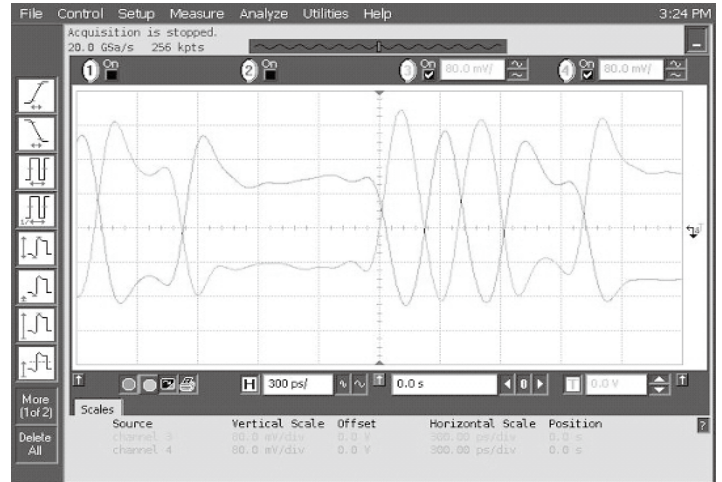 File Control Setup Measure Analyze Utilities Help 3:24 PM
Acquisition is stopped.
20.0 GSa/s 256 kpts
1 On 2 On 3 On 80.0 mV/ 4 On 80.0 mV/
More
(1of 2)
Delete
All
H 300 ps/ 0.0 s 0 T 0.0 V
Scales
Source Vertical Scale Offset Horizontal Scale Position
channel 3 80.0 mV/div 0.0 V 300.00 ps/div 0.0 s
channel 4 80.0 mV/div 0.0 V 300.00 ps/div 0.0 s